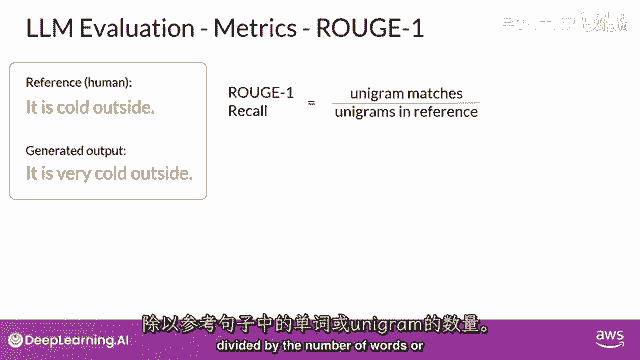 LLM Evaluation - Metrics - ROUGE-1
Reference (human):
It is cold outside.
Generated output:
It is very cold outside.
ROUGE-1
Recall
=
unigram matches
unigrams in reference
除以参考句子中的单词或unigram的数量。
divided by the number of words or
DeepLearning.AI
aws